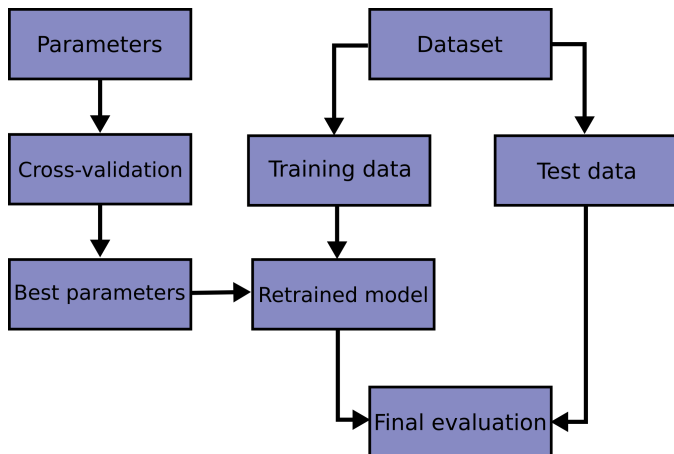 Parameters
Dataset
Cross-validation
Training data
Test data
Best parameters
Retrained model
Final evaluation